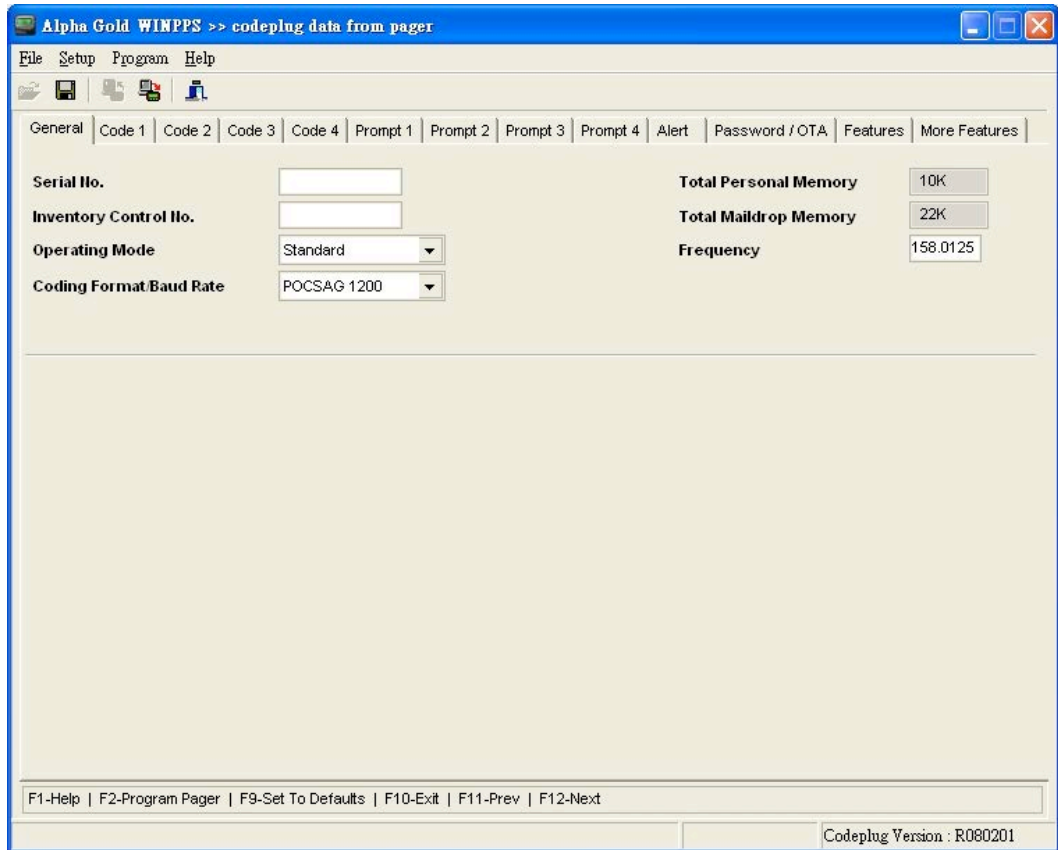 Alpha Gold WINPPS >> codeplug data from pager
File Setup Program Help
General Code 1 Code 2 Code 3 Code 4 Prompt 1 Prompt 2 Prompt 3 Prompt 4 Alert Password / OTA Features More Features
Serial No. Total Personal Memory 10K
Inventory Control No. Total Maildrop Memory 22K
Operating Mode Standard Frequency 158.0125
Coding Format/Baud Rate POCSAG 1200
F1-Help | F2-Program Pager | F9-Set To Defaults | F10-Exit | F11-Prev | F12-Next
Codeplug Version : R080201